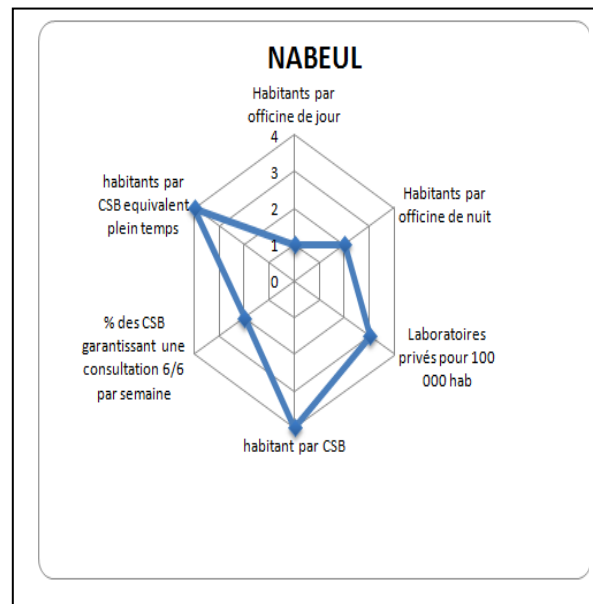 NABEUL
Habitants par
officine de jour
4
3
2
1
0
Habitants par
officine de nuit
Laboratoires
privés pour 100
000 hab
habitant par CSB
% des CSB
garantissant une
consultation 6/6
par semaine
habitants par
CSB equivalent
plein temps